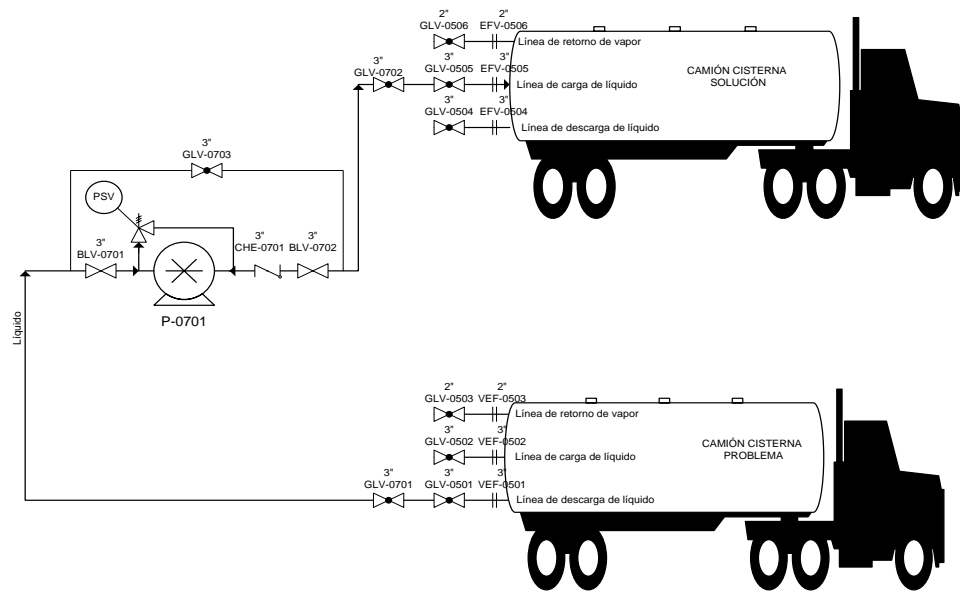 2" 2"
GLV-0506 EFV-0506
Línea de retorno de vapor
3" 3" 3"
GLV-0702 GLV-0505 EFV-0505
Línea de carga de líquido
CAMIÓN CISTERNA
SOLUCIÓN
3" 3"
GLV-0504 EFV-0504
Línea de descarga de líquido
3"
GLV-0703
PSV
3"
BLV-0701
3" 3"
CHE-0701 BLV-0702
P-0701
Líquido
2" 2"
GLV-0503 VEF-0503
Línea de retorno de vapor
3" 3"
GLV-0502 VEF-0502
Línea de carga de líquido
CAMIÓN CISTERNA
PROBLEMA
3" 3" 3"
GLV-0701 GLV-0501 VEF-0501
Línea de descarga de líquido